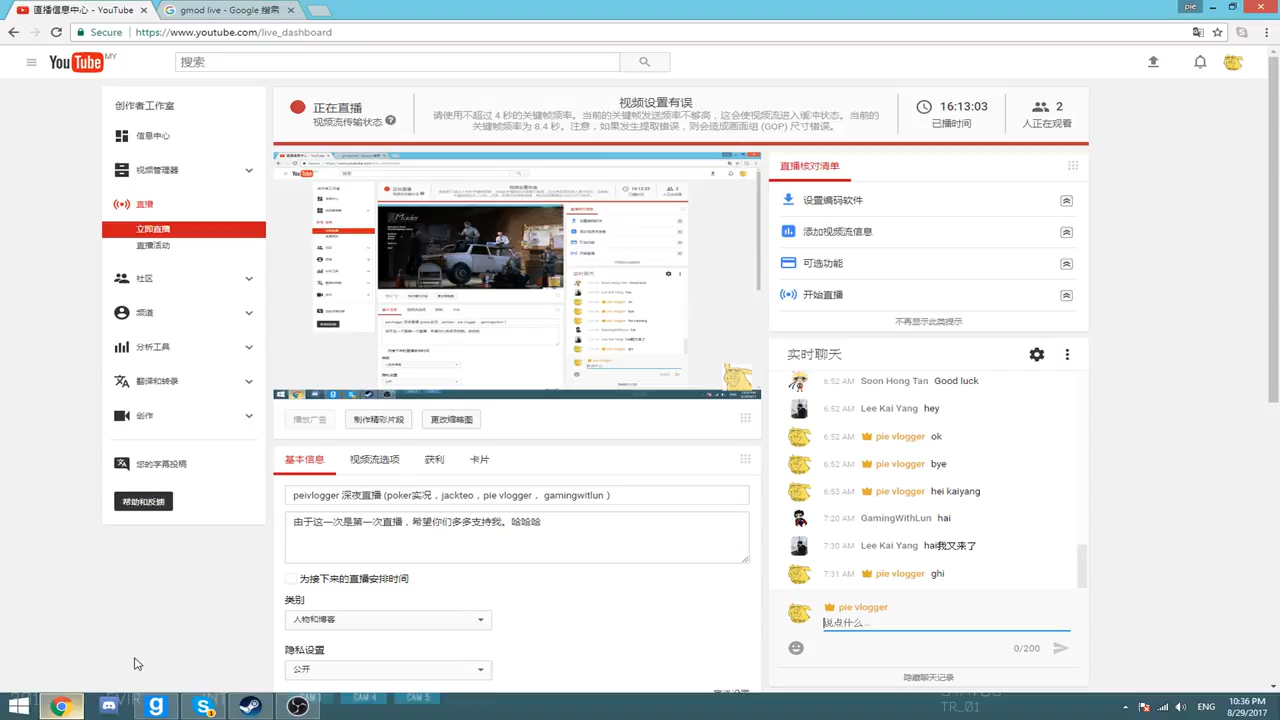 直播信息中心 - YouTube
gmod live - Google 搜索
pie
Secure
https://www.youtube.com/live_dashboard
YouTube MY
搜索
创作者工作室
信息中心
视频管理器
直播
立即直播
直播活动
社区
频道
分析工具
翻译和转录
创作
您的字幕投稿
帮助和反馈
正在直播
视频流传输状态
视频设置有误
请使用不超过 4 秒的关键帧频率。当前的关键帧发送频率不够高，这会使视频流进入缓冲状态。当前的
关键帧频率为 8.4 秒。注意，如果发生提取错误，则会造成画面组 (GOP) 尺寸错误。
16:13:03
已播时间
2
人正在观看
播放广告
制作精彩片段
更改缩略图
基本信息
视频流选项
获利
卡片
peivlogger 深夜直播 (poker实况，jackteo，pie vlogger， gamingwitlun )
由于这一次是第一次直播，希望你们多多支持我。哈哈哈
为接下来的直播安排时间
类别
人物和博客
隐私设置
公开
高级设置
直播核对清单
设置编码软件
添加视频流信息
可选功能
开始直播
不再显示此类提示
实时聊天
6:52 AM Soon Hong Tan Good luck
6:52 AM Lee Kai Yang hey
6:52 AM pie vlogger ok
6:52 AM pie vlogger bye
6:53 AM pie vlogger hei kaiyang
7:20 AM GamingWithLun hai
7:30 AM Lee Kai Yang hai我又来了
7:31 AM pie vlogger ghi
pie vlogger
说点什么...
0/200
隐藏聊天记录
CAM 4
CAM 5
TR_01
ENG
10:36 PM
8/29/2017